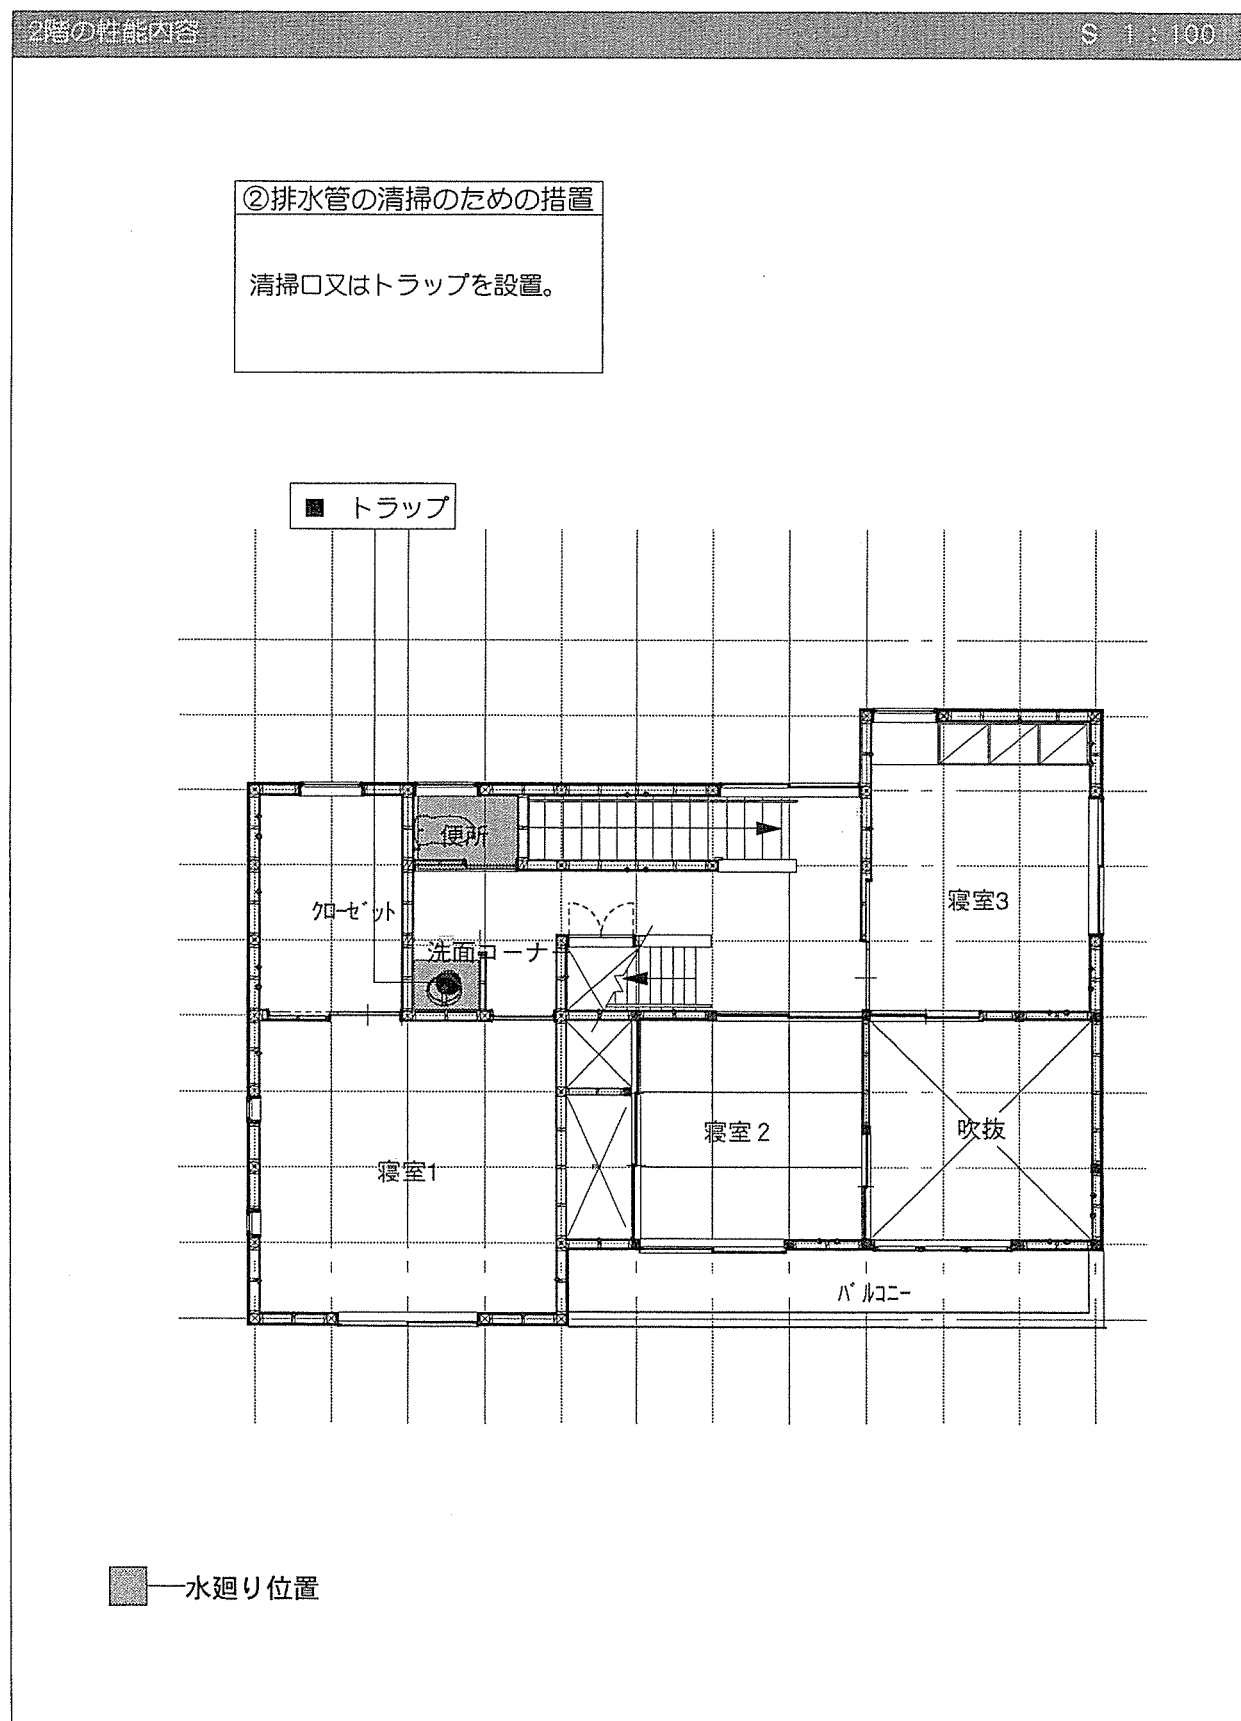 2階の性能内容 S 1：100
②排水管の清掃のための措置
清掃口又はトラップを設置。
■ トラップ
便所
クローゼット
寝室3
洗面コーナー
寝室2
吹抜
寝室1
バルコニー
水廻り位置